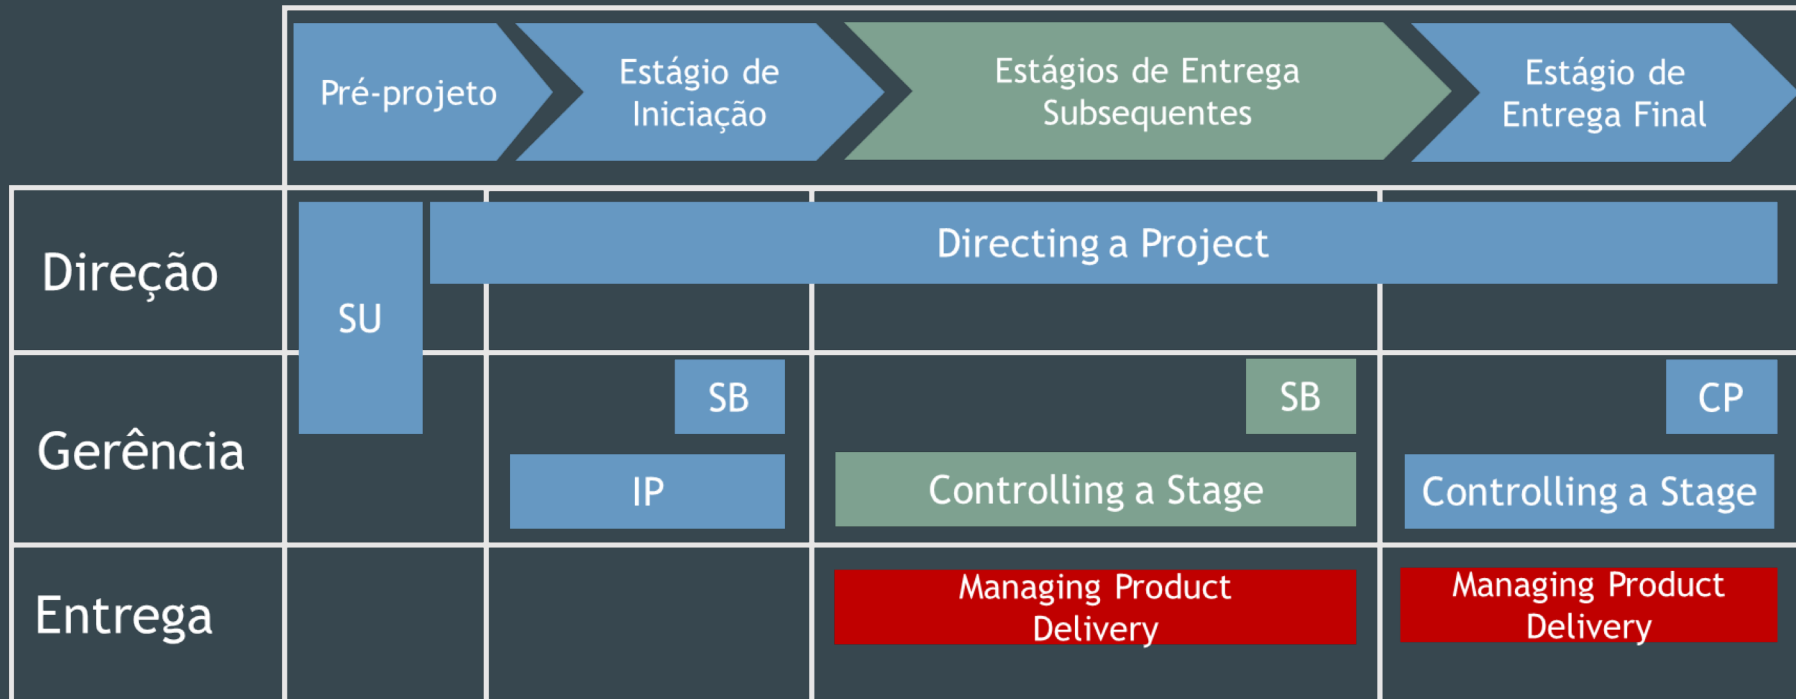 Pré-projeto
Estágio de
Iniciação
Estágios de Entrega
Subsequentes
Estágio de
Entrega Final
Direção
SU
Directing a Project
Gerência
SB
SB
CP
IP
Controlling a Stage
Controlling a Stage
Entrega
Managing Product
Delivery
Managing Product
Delivery